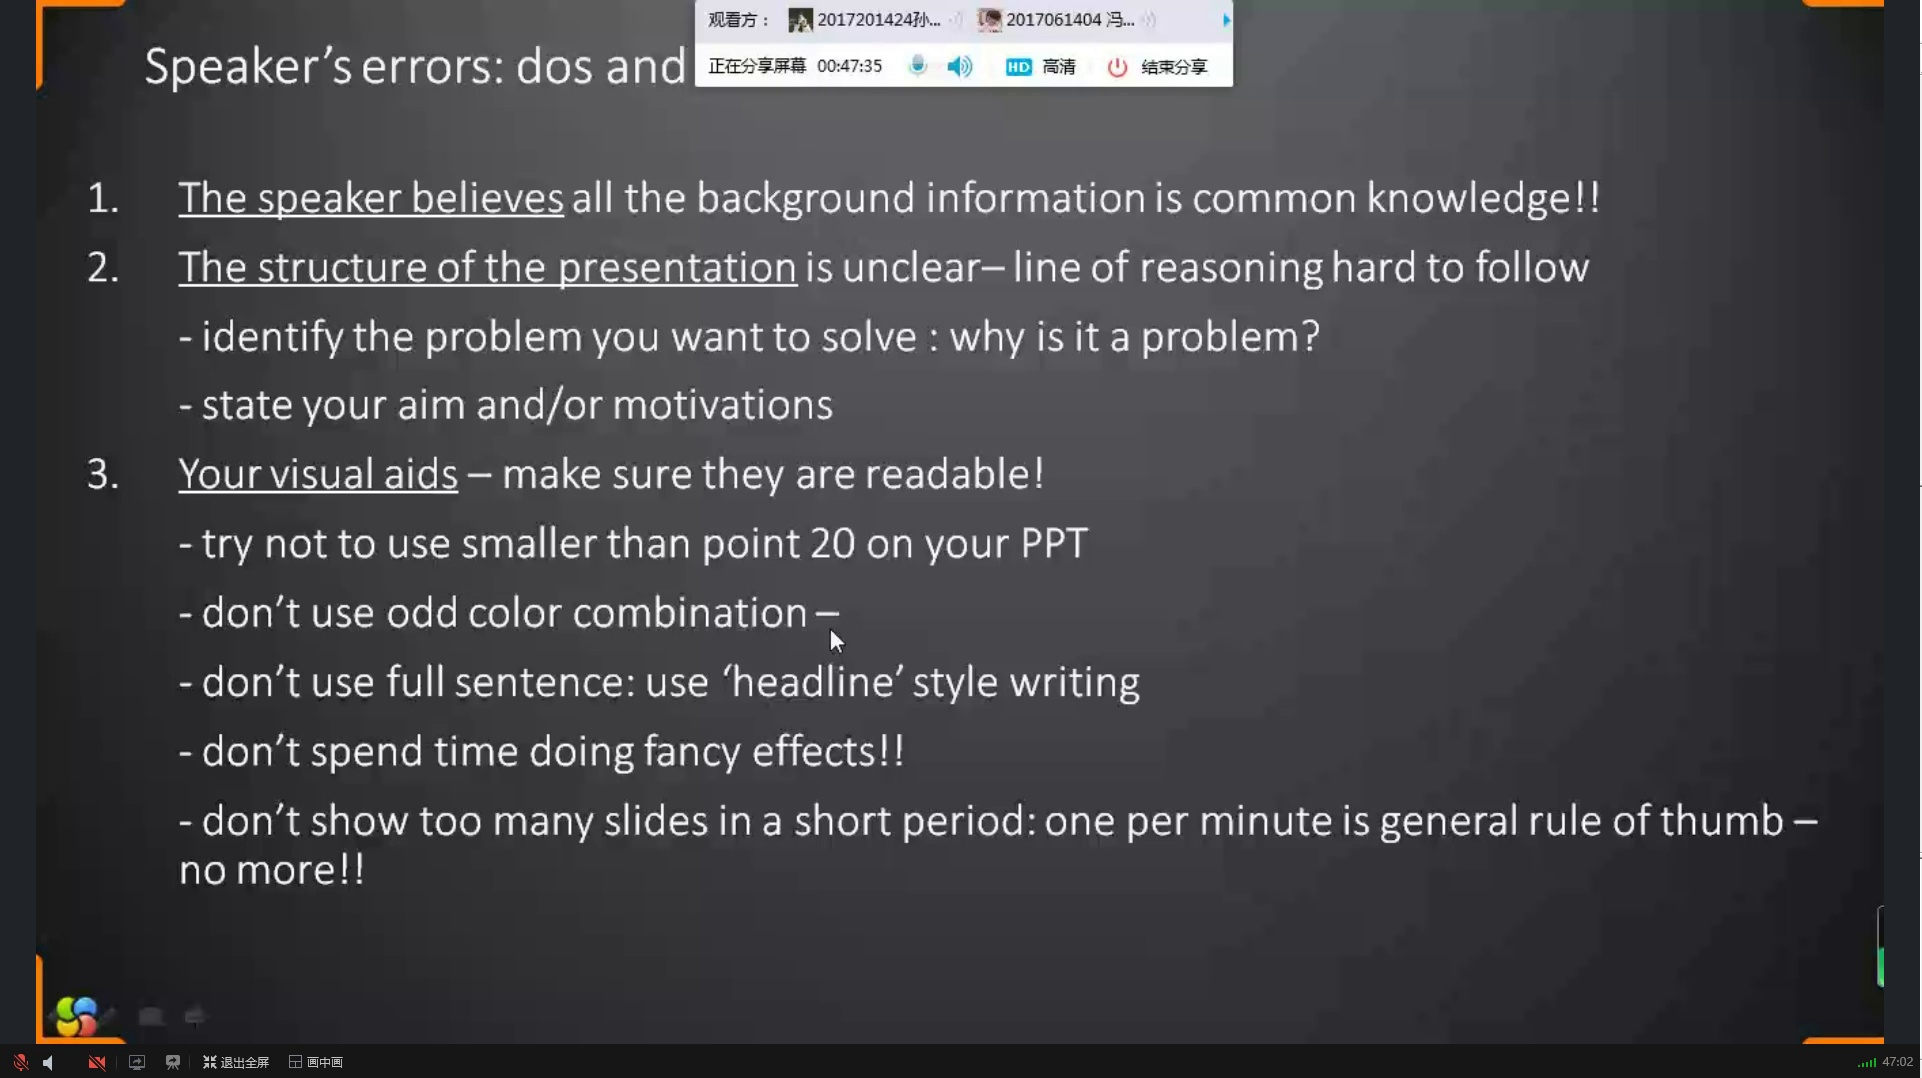 观看方： 2017201424孙... 2017061404 冯...
正在分享屏幕 00:47:35 HD 高清 结束分享
Speaker’s errors: dos and
1. The speaker believes all the background information is common knowledge!!
2. The structure of the presentation is unclear– line of reasoning hard to follow
- identify the problem you want to solve : why is it a problem?
- state your aim and/or motivations
3. Your visual aids – make sure they are readable!
- try not to use smaller than point 20 on your PPT
- don’t use odd color combination –
- don’t use full sentence: use ‘headline’ style writing
- don’t spend time doing fancy effects!!
- don’t show too many slides in a short period: one per minute is general rule of thumb –
no more!!
退出全屏 画中画 47:02